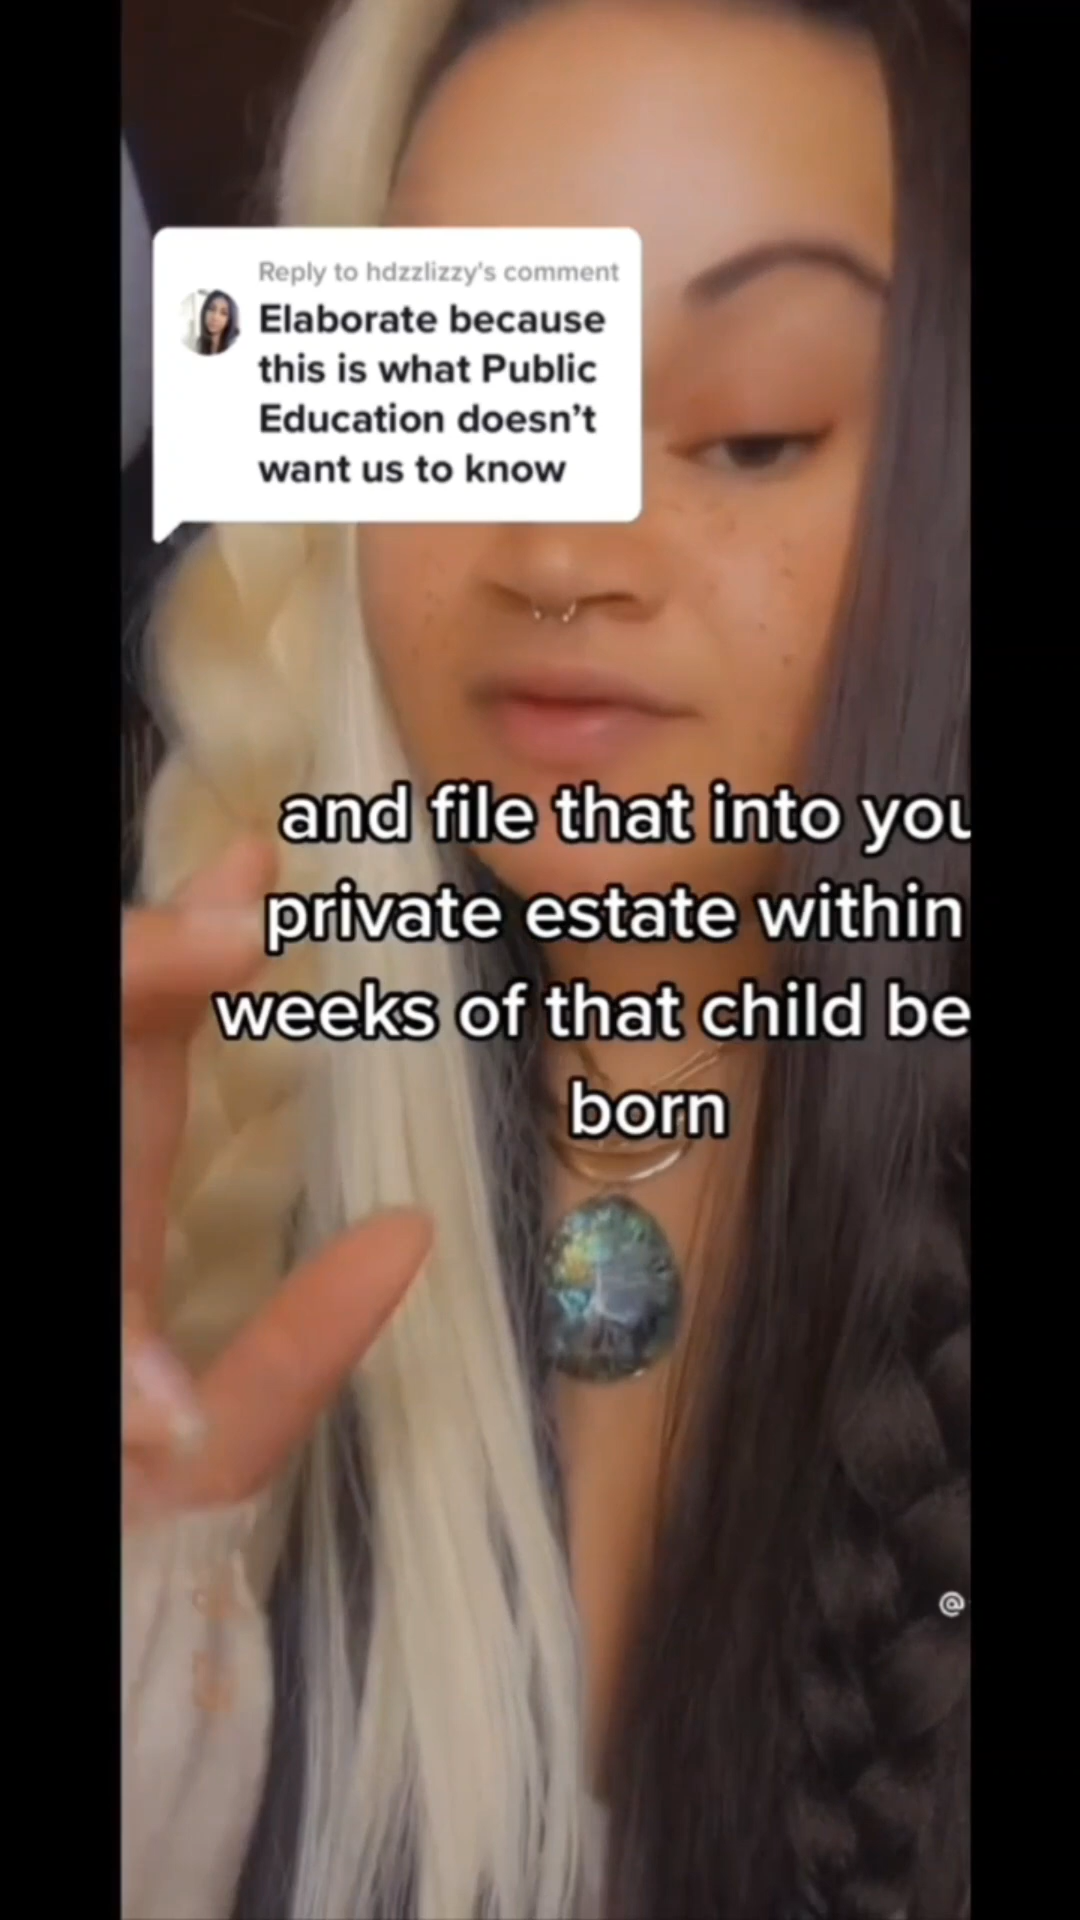 Reply to hdzzlizzy's comment
Elaborate because
this is what Public
Education doesn’t
want us to know
and file that into you
private estate within
weeks of that child be
born
@